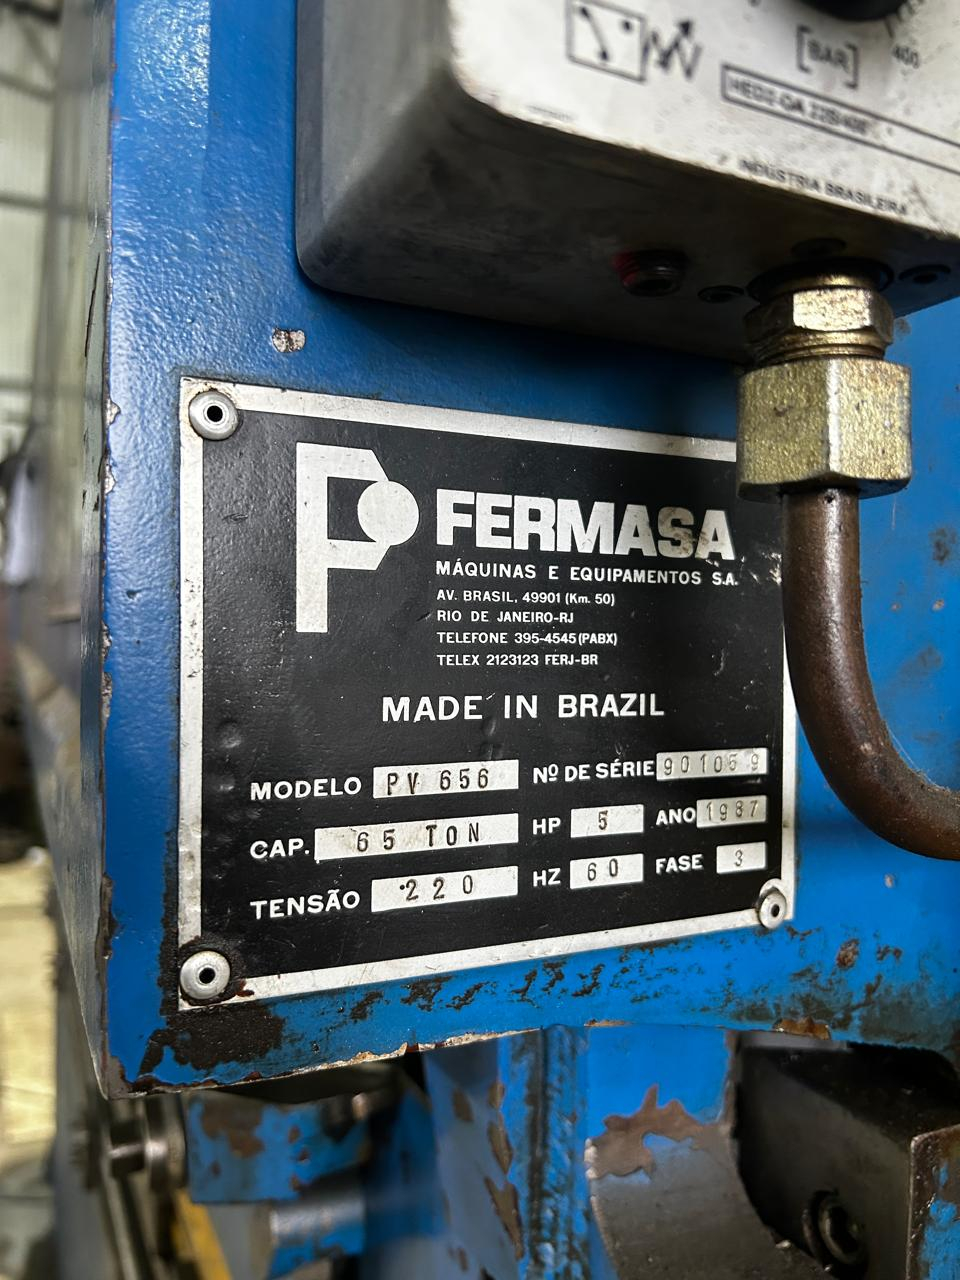 [BAR]
400
INDÚSTRIA BRASILEIRA
FERMASA
MÁQUINAS E EQUIPAMENTOS S.A.
AV. BRASIL, 49901 (Km. 50)
RIO DE JANEIRO-RJ
TELEFONE 395-4545 (PABX)
TELEX 2123123 FERJ-BR
MADE IN BRAZIL
MODELO PV 656 Nº DE SÉRIE 901059
CAP. 65 TON HP 5 ANO 1987
TENSÃO 220 HZ 60 FASE 3